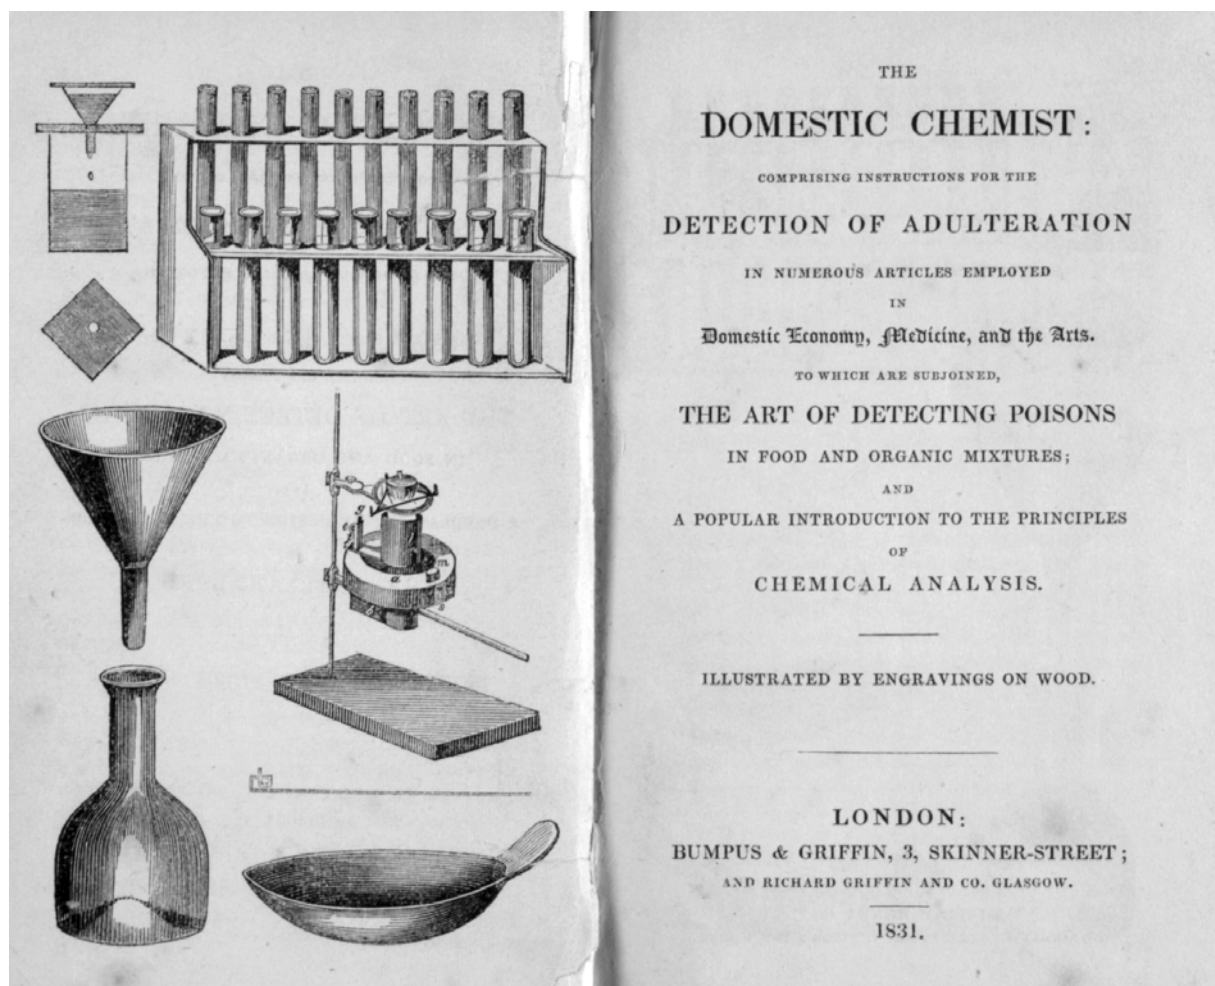 THE
DOMESTIC CHEMIST:
COMPRISING INSTRUCTIONS FOR THE
DETECTION OF ADULTERATION
IN NUMEROUS ARTICLES EMPLOYED
IN
Domestic Economy, Medicine, and the Arts.
TO WHICH ARE SUBJOINED,
THE ART OF DETECTING POISONS
IN FOOD AND ORGANIC MIXTURES;
AND
A POPULAR INTRODUCTION TO THE PRINCIPLES
OF
CHEMICAL ANALYSIS.
ILLUSTRATED BY ENGRAVINGS ON WOOD.
LONDON:
BUMPUS & GRIFFIN, 3, SKINNER-STREET;
AND RICHARD GRIFFIN AND CO. GLASGOW.
1831.